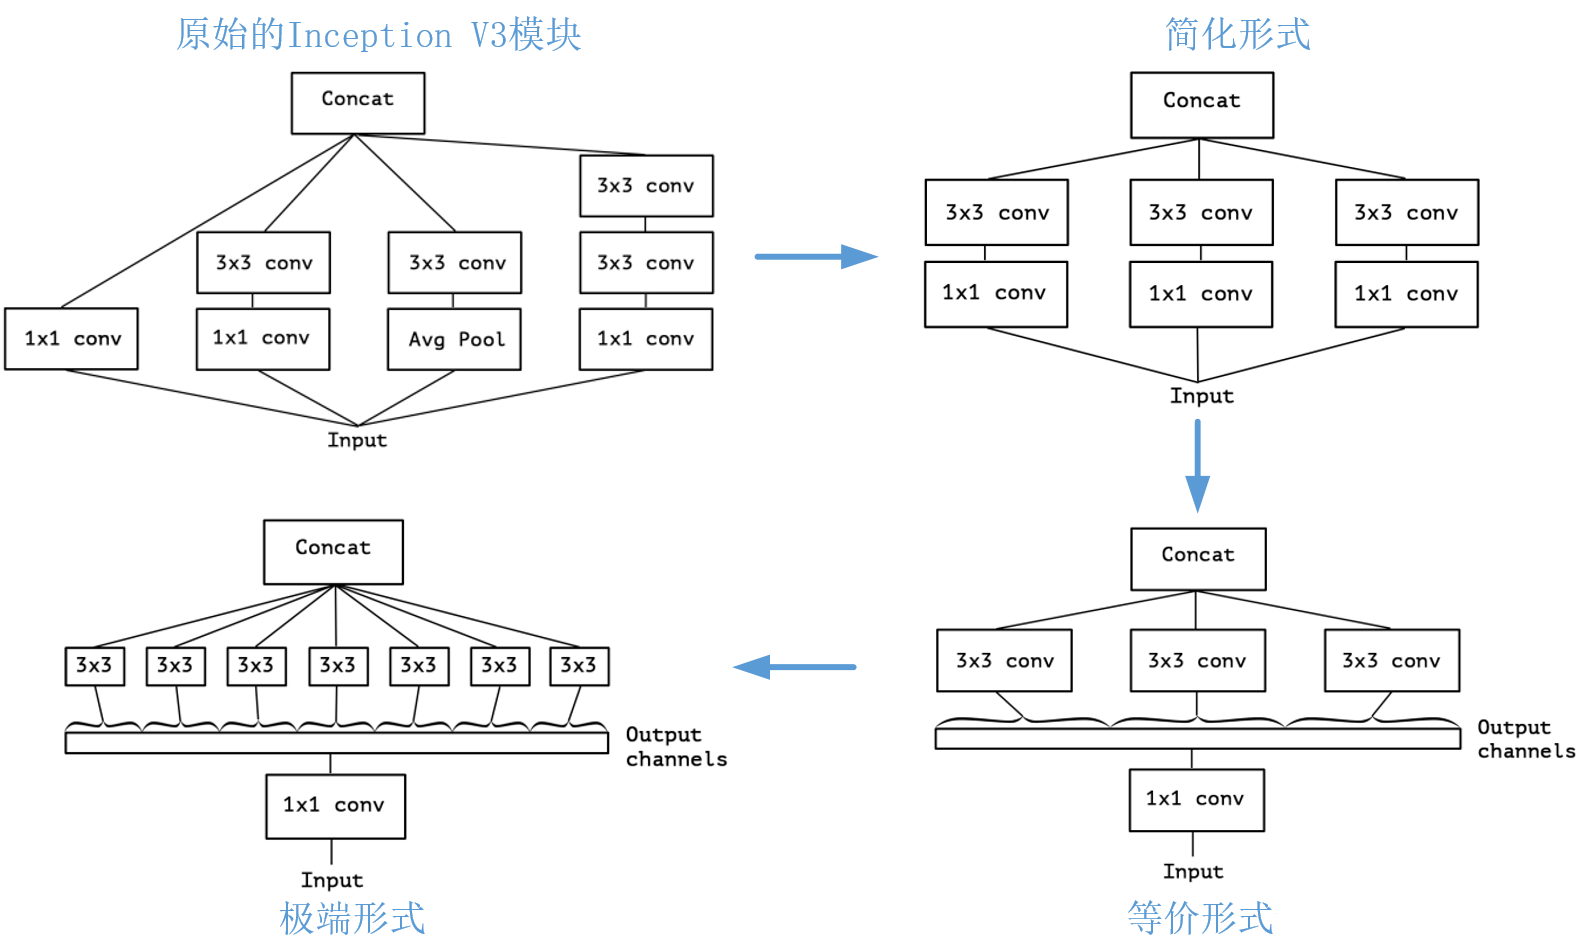 原始的Inception V3模块
Concat
3x3 conv
3x3 conv
3x3 conv
3x3 conv
1x1 conv
1x1 conv
Avg Pool
1x1 conv
Input
简化形式
Concat
3x3 conv
3x3 conv
3x3 conv
1x1 conv
1x1 conv
1x1 conv
Input
Concat
3x3
3x3
3x3
3x3
3x3
3x3
3x3
Output
channels
1x1 conv
Input
极端形式
Concat
3x3 conv
3x3 conv
3x3 conv
Output
channels
1x1 conv
Input
等价形式